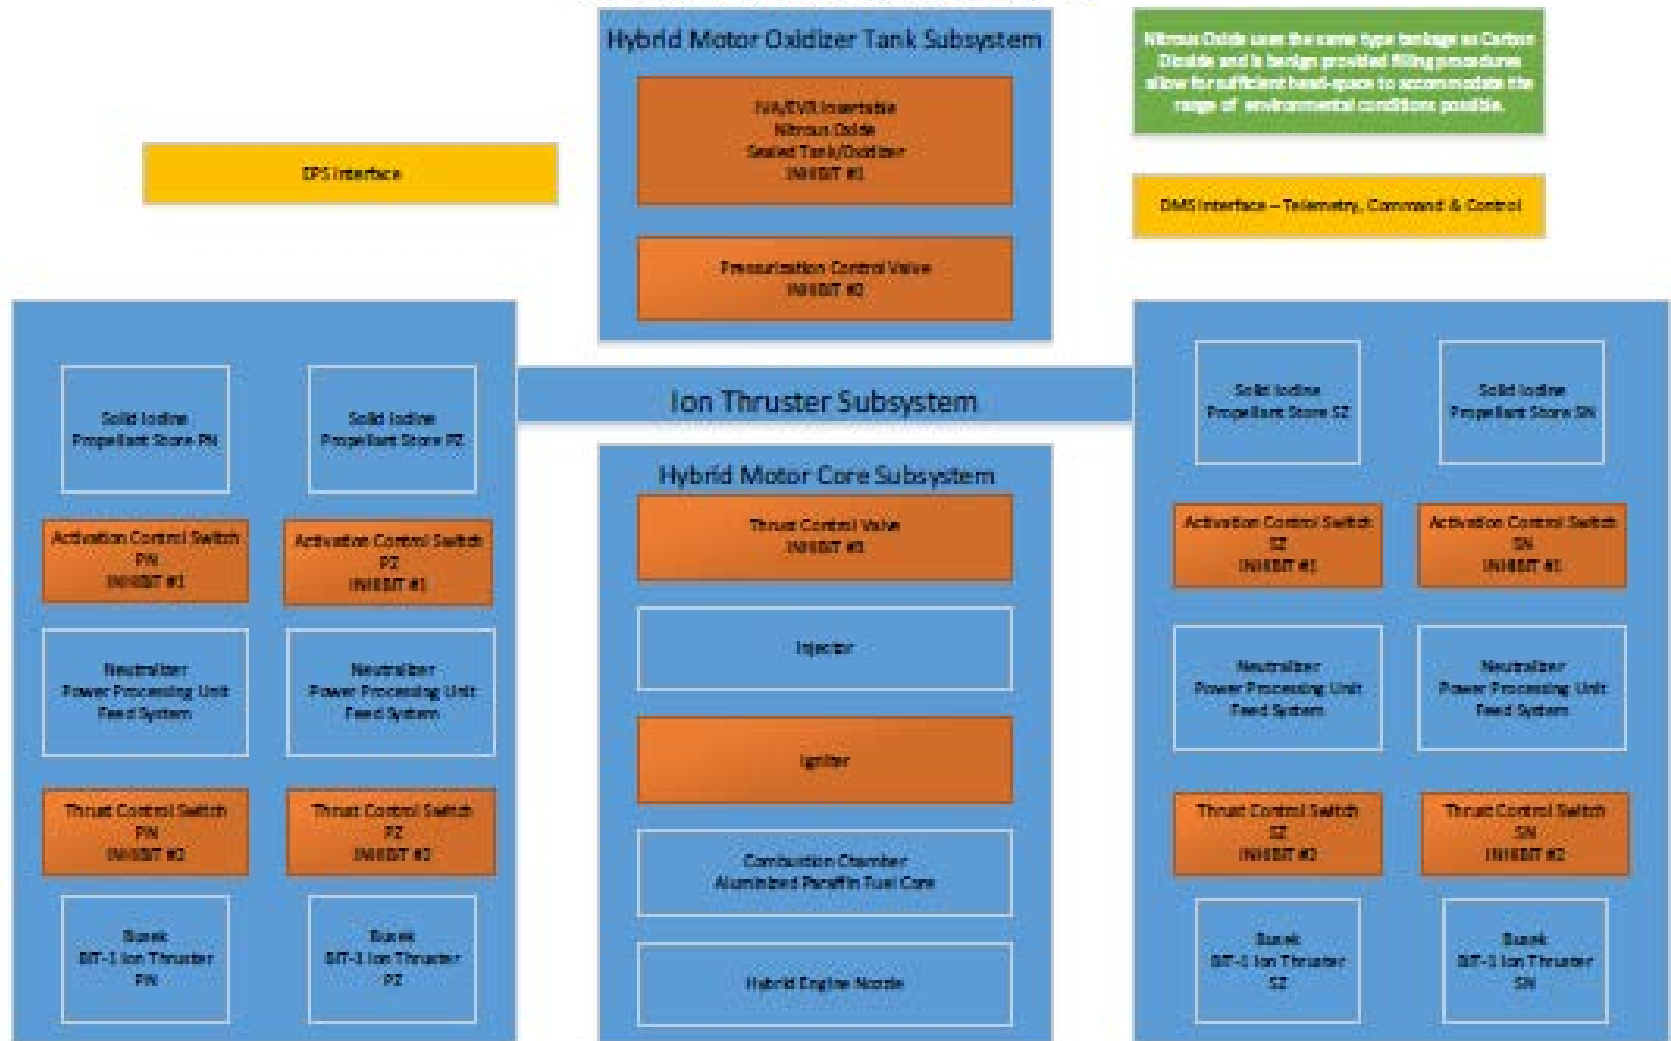 Hybrid Motor Oxidizer Tank Subsystem
IVA/EVR Insertable
Nitrous Oxide
Sealed Tank/Oxidizer
INHIBIT #1
Pressurization Control Valve
INHIBIT #2
Nitrous Oxide uses the same type tankage as Carbon
Dioxide and is benign provided filling procedures
allow for sufficient head-space to accommodate the
range of environmental conditions possible.
EPS Interface
DMS Interface – Telemetry, Command & Control
Ion Thruster Subsystem
Solid Iodine
Propellant Store PN
Solid Iodine
Propellant Store PZ
Activation Control Switch
PN
INHIBIT #1
Activation Control Switch
PZ
INHIBIT #1
Neutralizer
Power Processing Unit
Feed System
Neutralizer
Power Processing Unit
Feed System
Thrust Control Switch
PN
INHIBIT #2
Thrust Control Switch
PZ
INHIBIT #2
Busek
BIT-1 Ion Thruster
PN
Busek
BIT-1 Ion Thruster
PZ
Hybrid Motor Core Subsystem
Thrust Control Valve
INHIBIT #3
Injector
Igniter
Combustion Chamber
Aluminized Paraffin Fuel Core
Hybrid Engine Nozzle
Solid Iodine
Propellant Store SZ
Solid Iodine
Propellant Store SN
Activation Control Switch
SZ
INHIBIT #1
Activation Control Switch
SN
INHIBIT #1
Neutralizer
Power Processing Unit
Feed System
Neutralizer
Power Processing Unit
Feed System
Thrust Control Switch
SZ
INHIBIT #2
Thrust Control Switch
SN
INHIBIT #2
Busek
BIT-1 Ion Thruster
SZ
Busek
BIT-1 Ion Thruster
SN